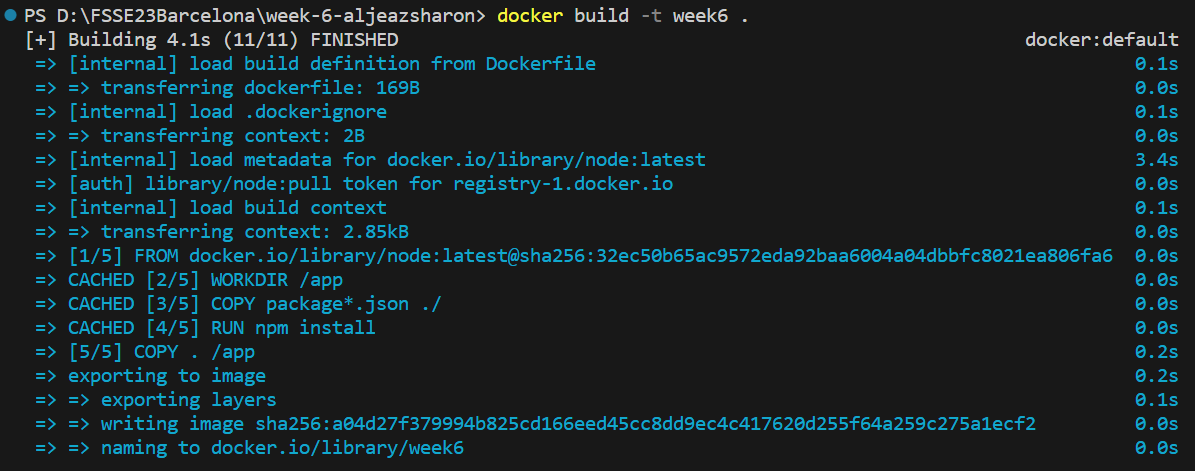 PS D:\FSSE23Barcelona\week-6-aljeazsharon> docker build -t week6 .
[+] Building 4.1s (11/11) FINISHED docker:default
=> [internal] load build definition from Dockerfile 0.1s
=> => transferring dockerfile: 169B 0.0s
=> [internal] load .dockerignore 0.1s
=> => transferring context: 2B 0.0s
=> [internal] load metadata for docker.io/library/node:latest 3.4s
=> [auth] library/node:pull token for registry-1.docker.io 0.0s
=> [internal] load build context 0.1s
=> => transferring context: 2.85kB 0.0s
=> [1/5] FROM docker.io/library/node:latest@sha256:32ec50b65ac9572eda92baa6004a04dbbfc8021ea806fa6 0.0s
=> CACHED [2/5] WORKDIR /app 0.0s
=> CACHED [3/5] COPY package*.json ./ 0.0s
=> CACHED [4/5] RUN npm install 0.0s
=> [5/5] COPY . /app 0.2s
=> exporting to image 0.2s
=> => exporting layers 0.1s
=> => writing image sha256:a04d27f379994b825cd166eed45cc8dd9ec4c417620d255f64a259c275a1ecf2 0.0s
=> => naming to docker.io/library/week6 0.0s